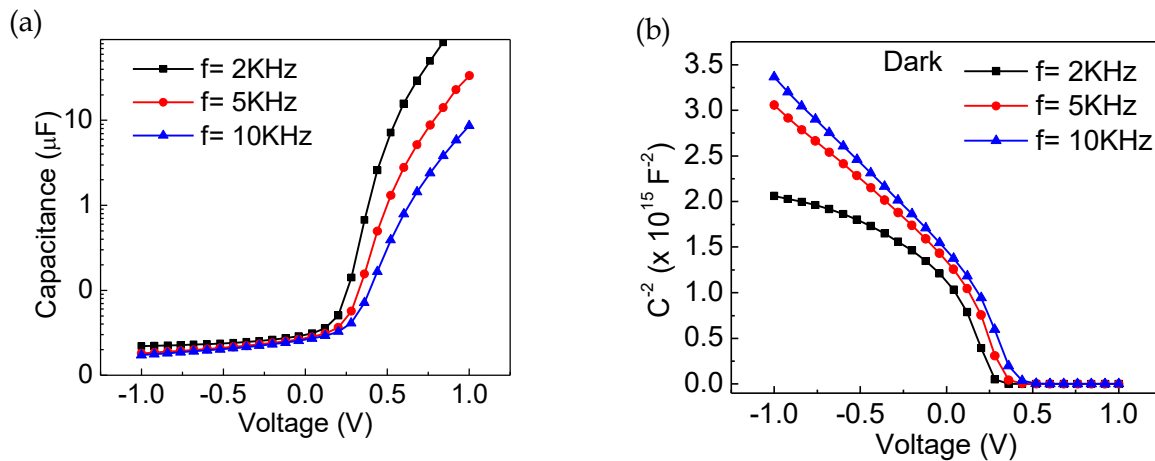 (a)
f= 2KHz
f= 5KHz
f= 10KHz
10
1
0
0
Capacitance (μF)
-1.0 -0.5 0.0 0.5 1.0
Voltage (V)
(b)
Dark
f= 2KHz
f= 5KHz
f= 10KHz
3.5
3.0
2.5
2.0
1.5
1.0
0.5
0.0
C⁻² (x 10¹⁵ F⁻²)
-1.0 -0.5 0.0 0.5 1.0
Voltage (V)